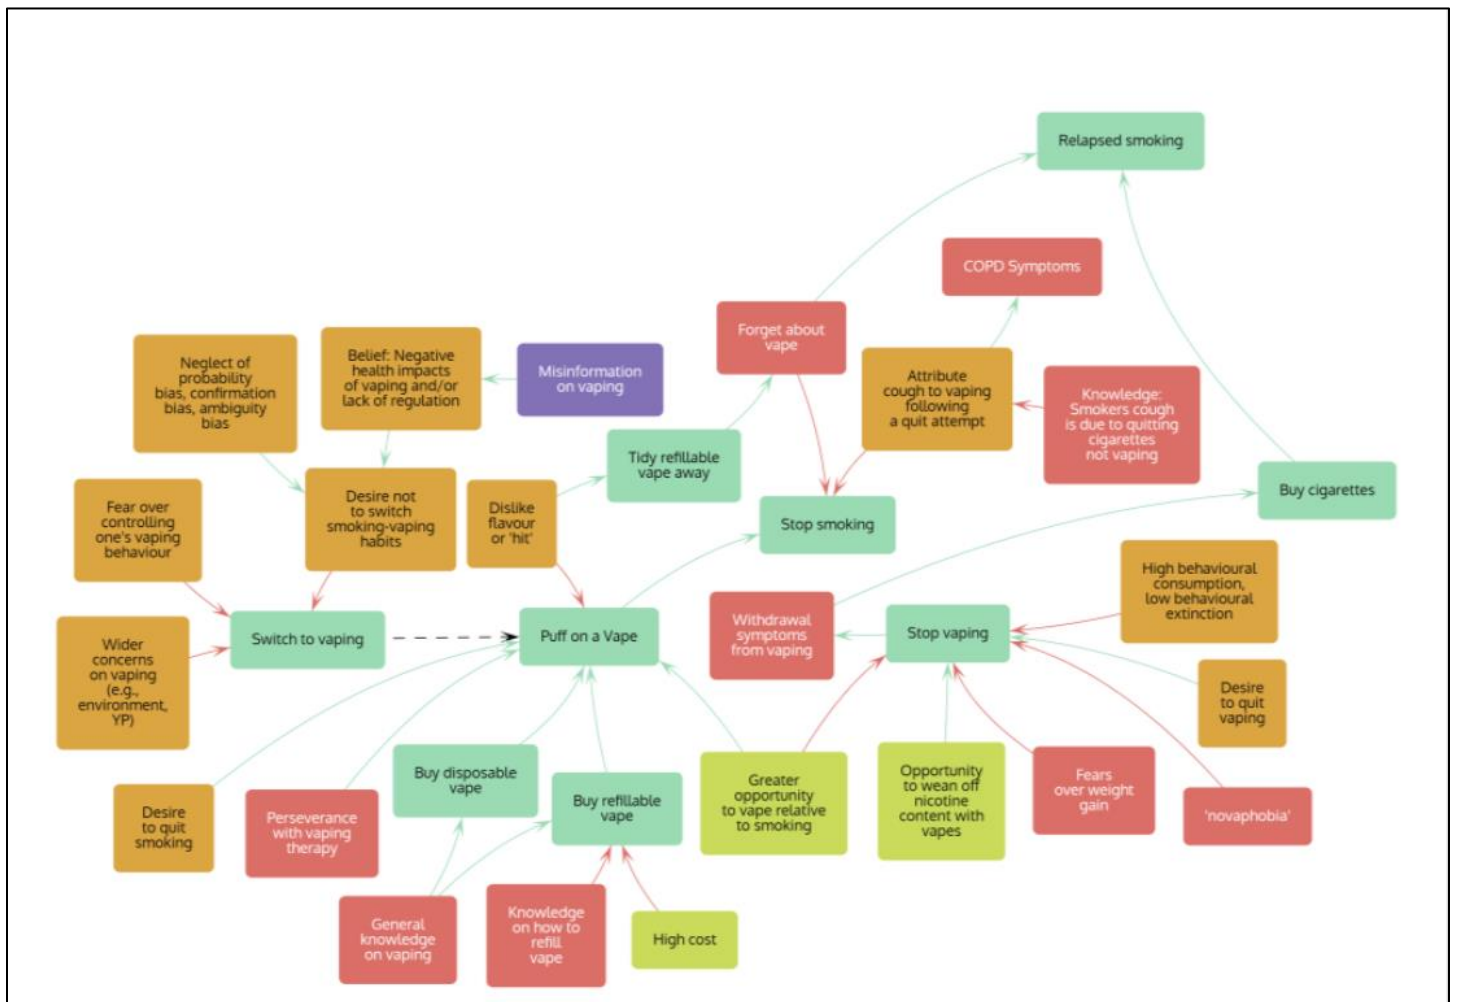 Relapsed smoking
COPD Symptoms
Forget about
vape
Neglect of
probability
bias, confirmation
bias, ambiguity
bias
Belief: Negative
health impacts
of vaping and/or
lack of regulation
Misinformation
on vaping
Attribute
cough to vaping
following
a quit attempt
Knowledge:
Smokers cough
is due to quitting
cigarettes
not vaping
Tidy refillable
vape away
Buy cigarettes
Fear over
controlling
one's vaping
behaviour
Desire not
to switch
smoking-vaping
habits
Dislike
flavour
or 'hit'
Stop smoking
High behavioural
consumption,
low behavioural
extinction
Wider
concerns
on vaping
(e.g.,
environment,
YP)
Switch to vaping
Puff on a Vape
Withdrawal
symptoms
from vaping
Stop vaping
Desire
to quit
vaping
Desire
to quit
smoking
Perseverance
with vaping
therapy
Buy disposable
vape
Buy refillable
vape
Greater
opportunity
to vape relative
to smoking
Opportunity
to wean off
nicotine
content with
vapes
Fears
over weight
gain
'novaphobia'
General
knowledge
on vaping
Knowledge
on how to
refill
vape
High cost